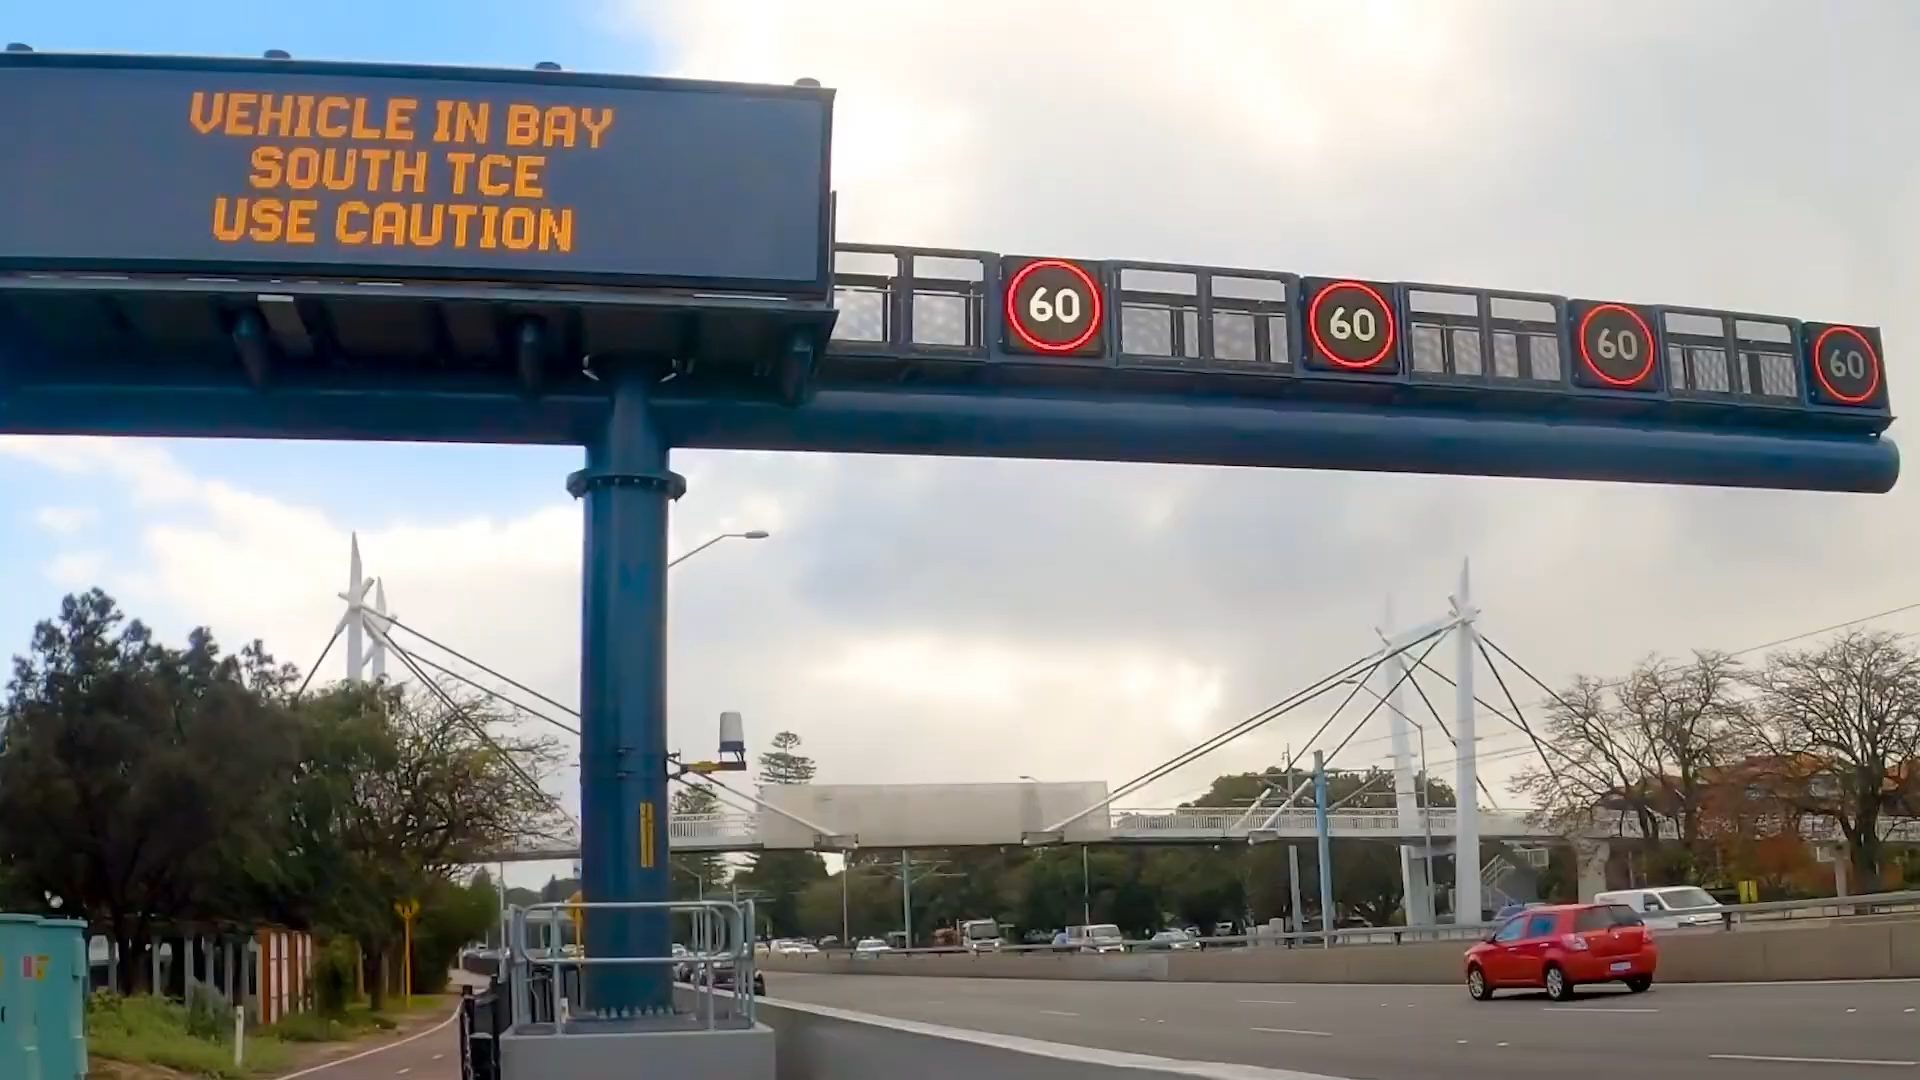 VEHICLE IN BAY
SOUTH TCE
USE CAUTION
60 60 60 60